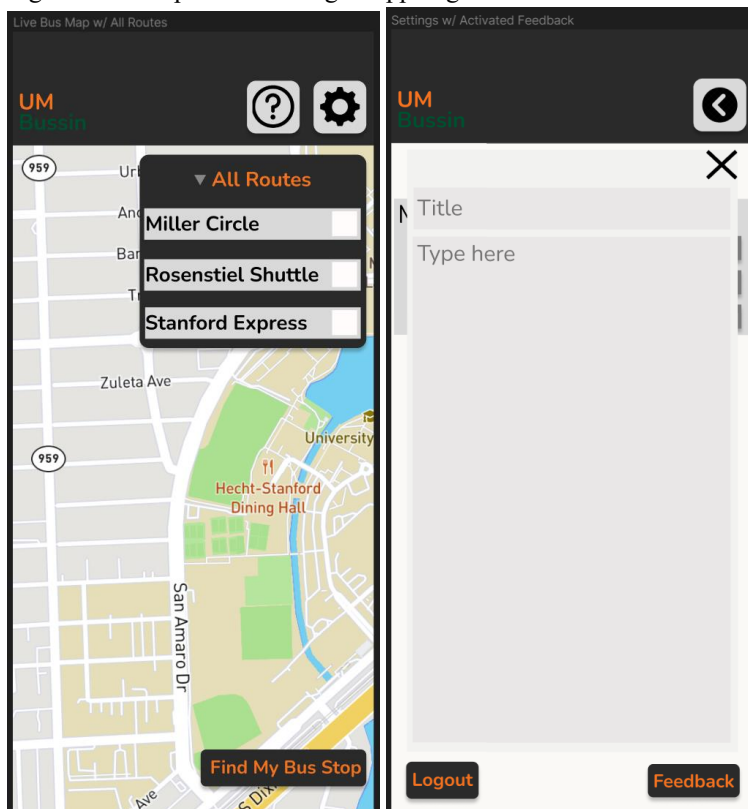 Live Bus Map w/ All Routes
UM
Bussin
?
959
▼ All Routes
Miller Circle
Rosenstiel Shuttle
Stanford Express
Zuleta Ave
959
University
Hecht-Stanford
Dining Hall
San Amaro Dr
Find My Bus Stop
Ave
Settings w/ Activated Feedback
UM
Bussin
Title
Type here
Logout
Feedback